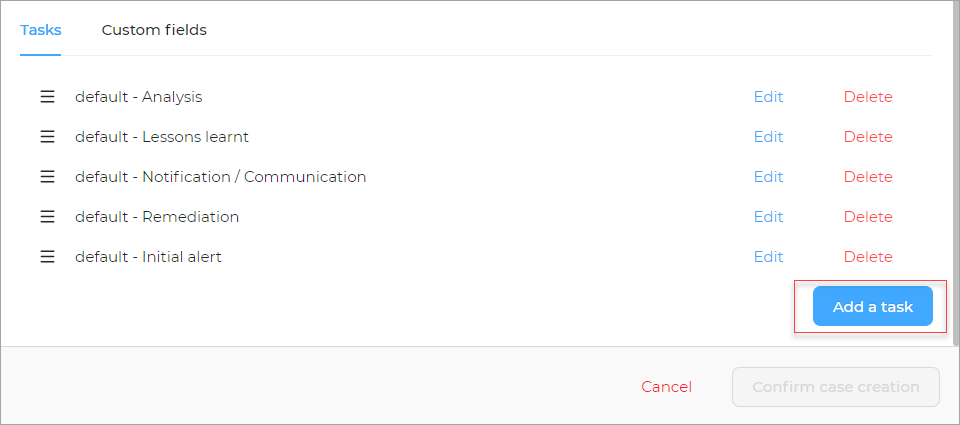 Tasks Custom fields
default - Analysis Edit Delete
default - Lessons learnt Edit Delete
default - Notification / Communication Edit Delete
default - Remediation Edit Delete
default - Initial alert Edit Delete
Add a task
Cancel Confirm case creation